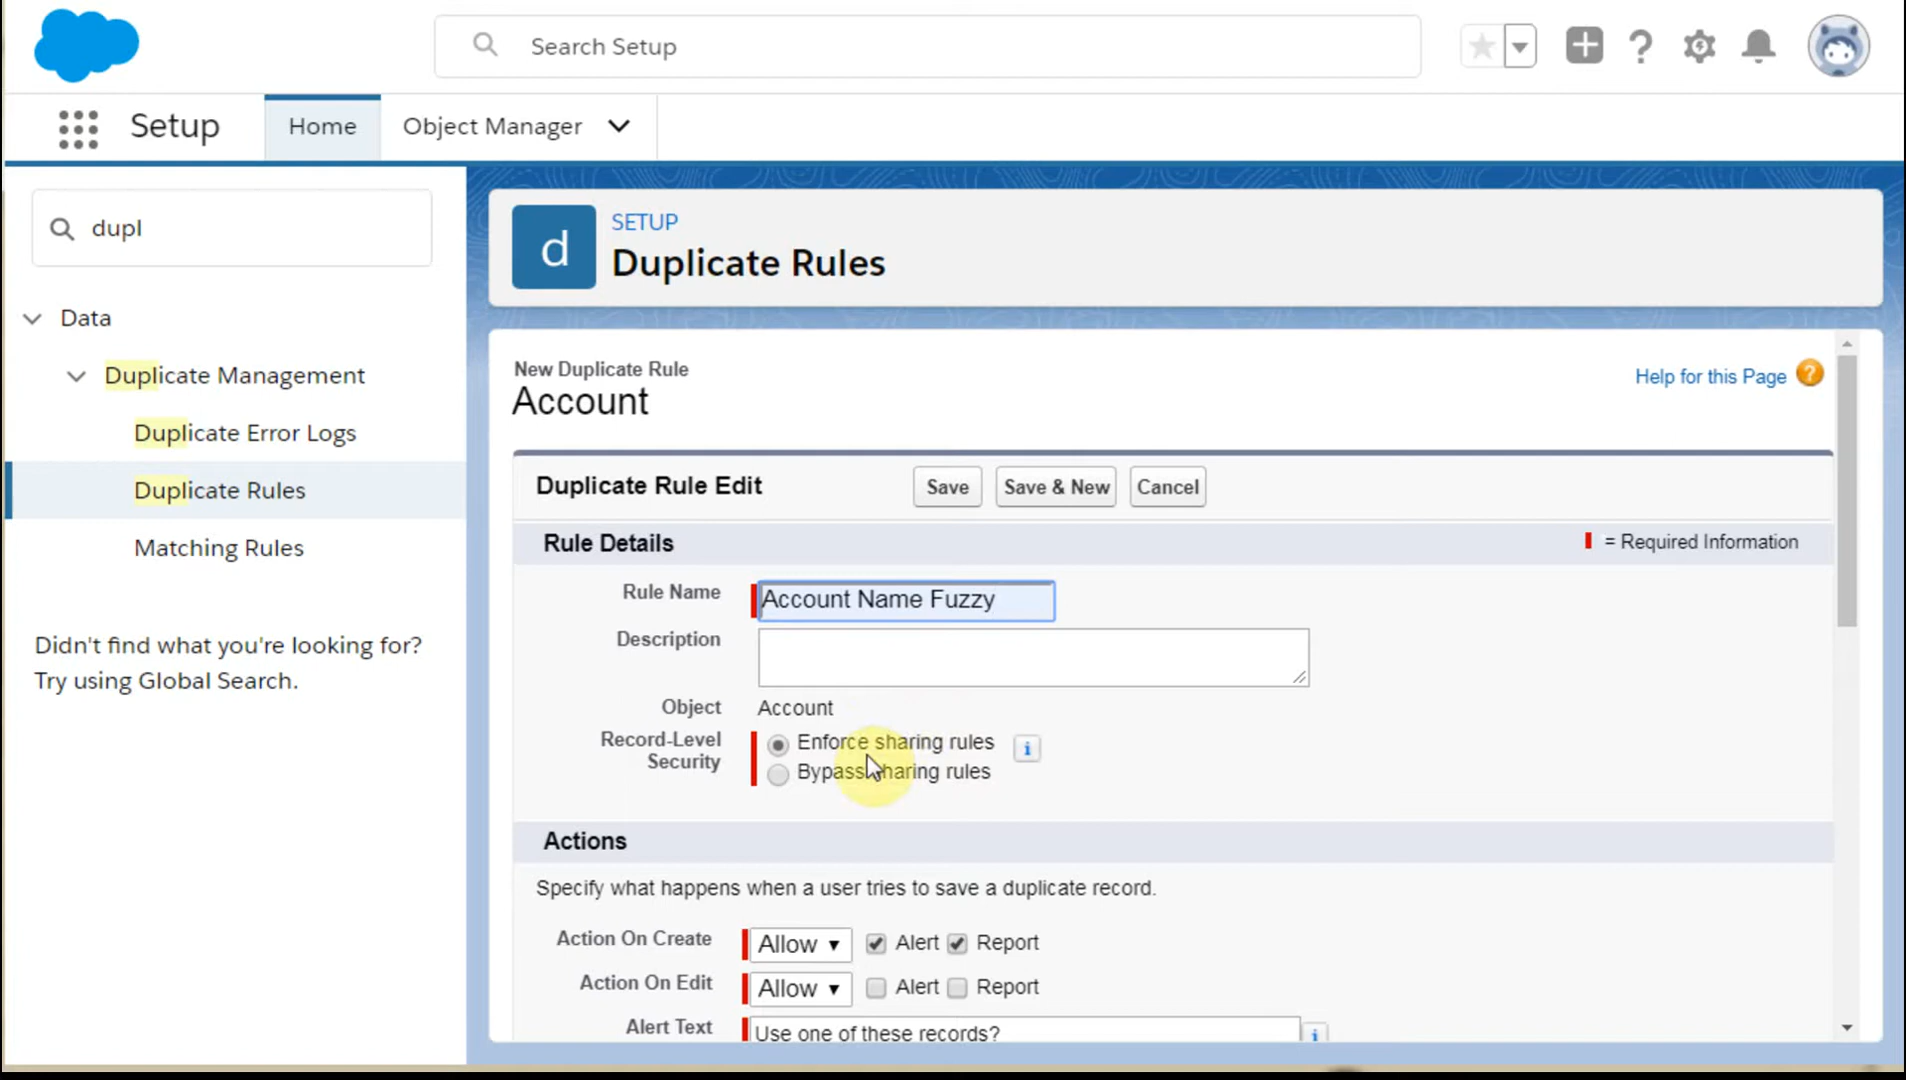 Search Setup
Setup
Home
Object Manager
dupl
Data
Duplicate Management
Duplicate Error Logs
Duplicate Rules
Matching Rules
Didn't find what you're looking for?
Try using Global Search.
d
SETUP
Duplicate Rules
New Duplicate Rule
Account
Help for this Page ?
Duplicate Rule Edit
Save
Save & New
Cancel
Rule Details
= Required Information
Rule Name
Account Name Fuzzy
Description
Object
Account
Record-Level
Security
Enforce sharing rules
i
Bypass sharing rules
Actions
Specify what happens when a user tries to save a duplicate record.
Action On Create
Allow
Alert
Report
Action On Edit
Allow
Alert
Report
Alert Text
Use one of these records?
i